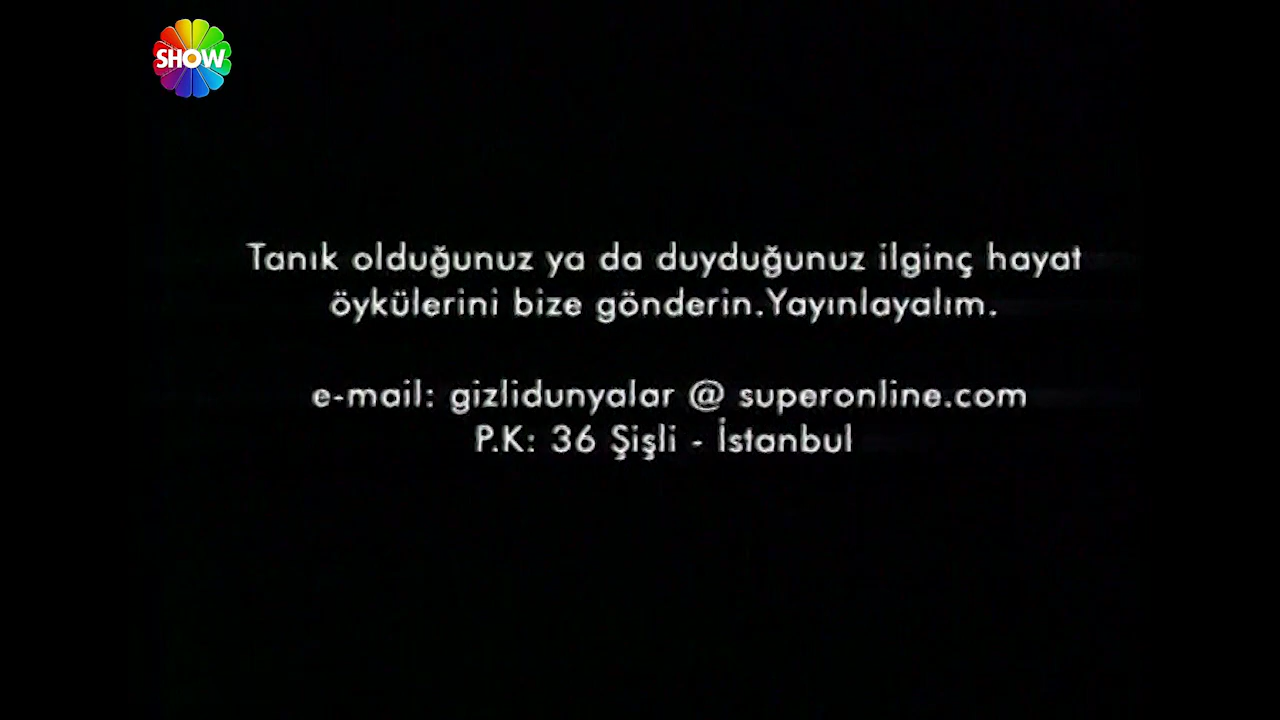 SHOW
Tanık olduğunuz ya da duyduğunuz ilginç hayat
öykülerini bize gönderin.Yayınlayalım.
e-mail: gizlidunyalar @ superonline.com
P.K: 36 Şişli - İstanbul